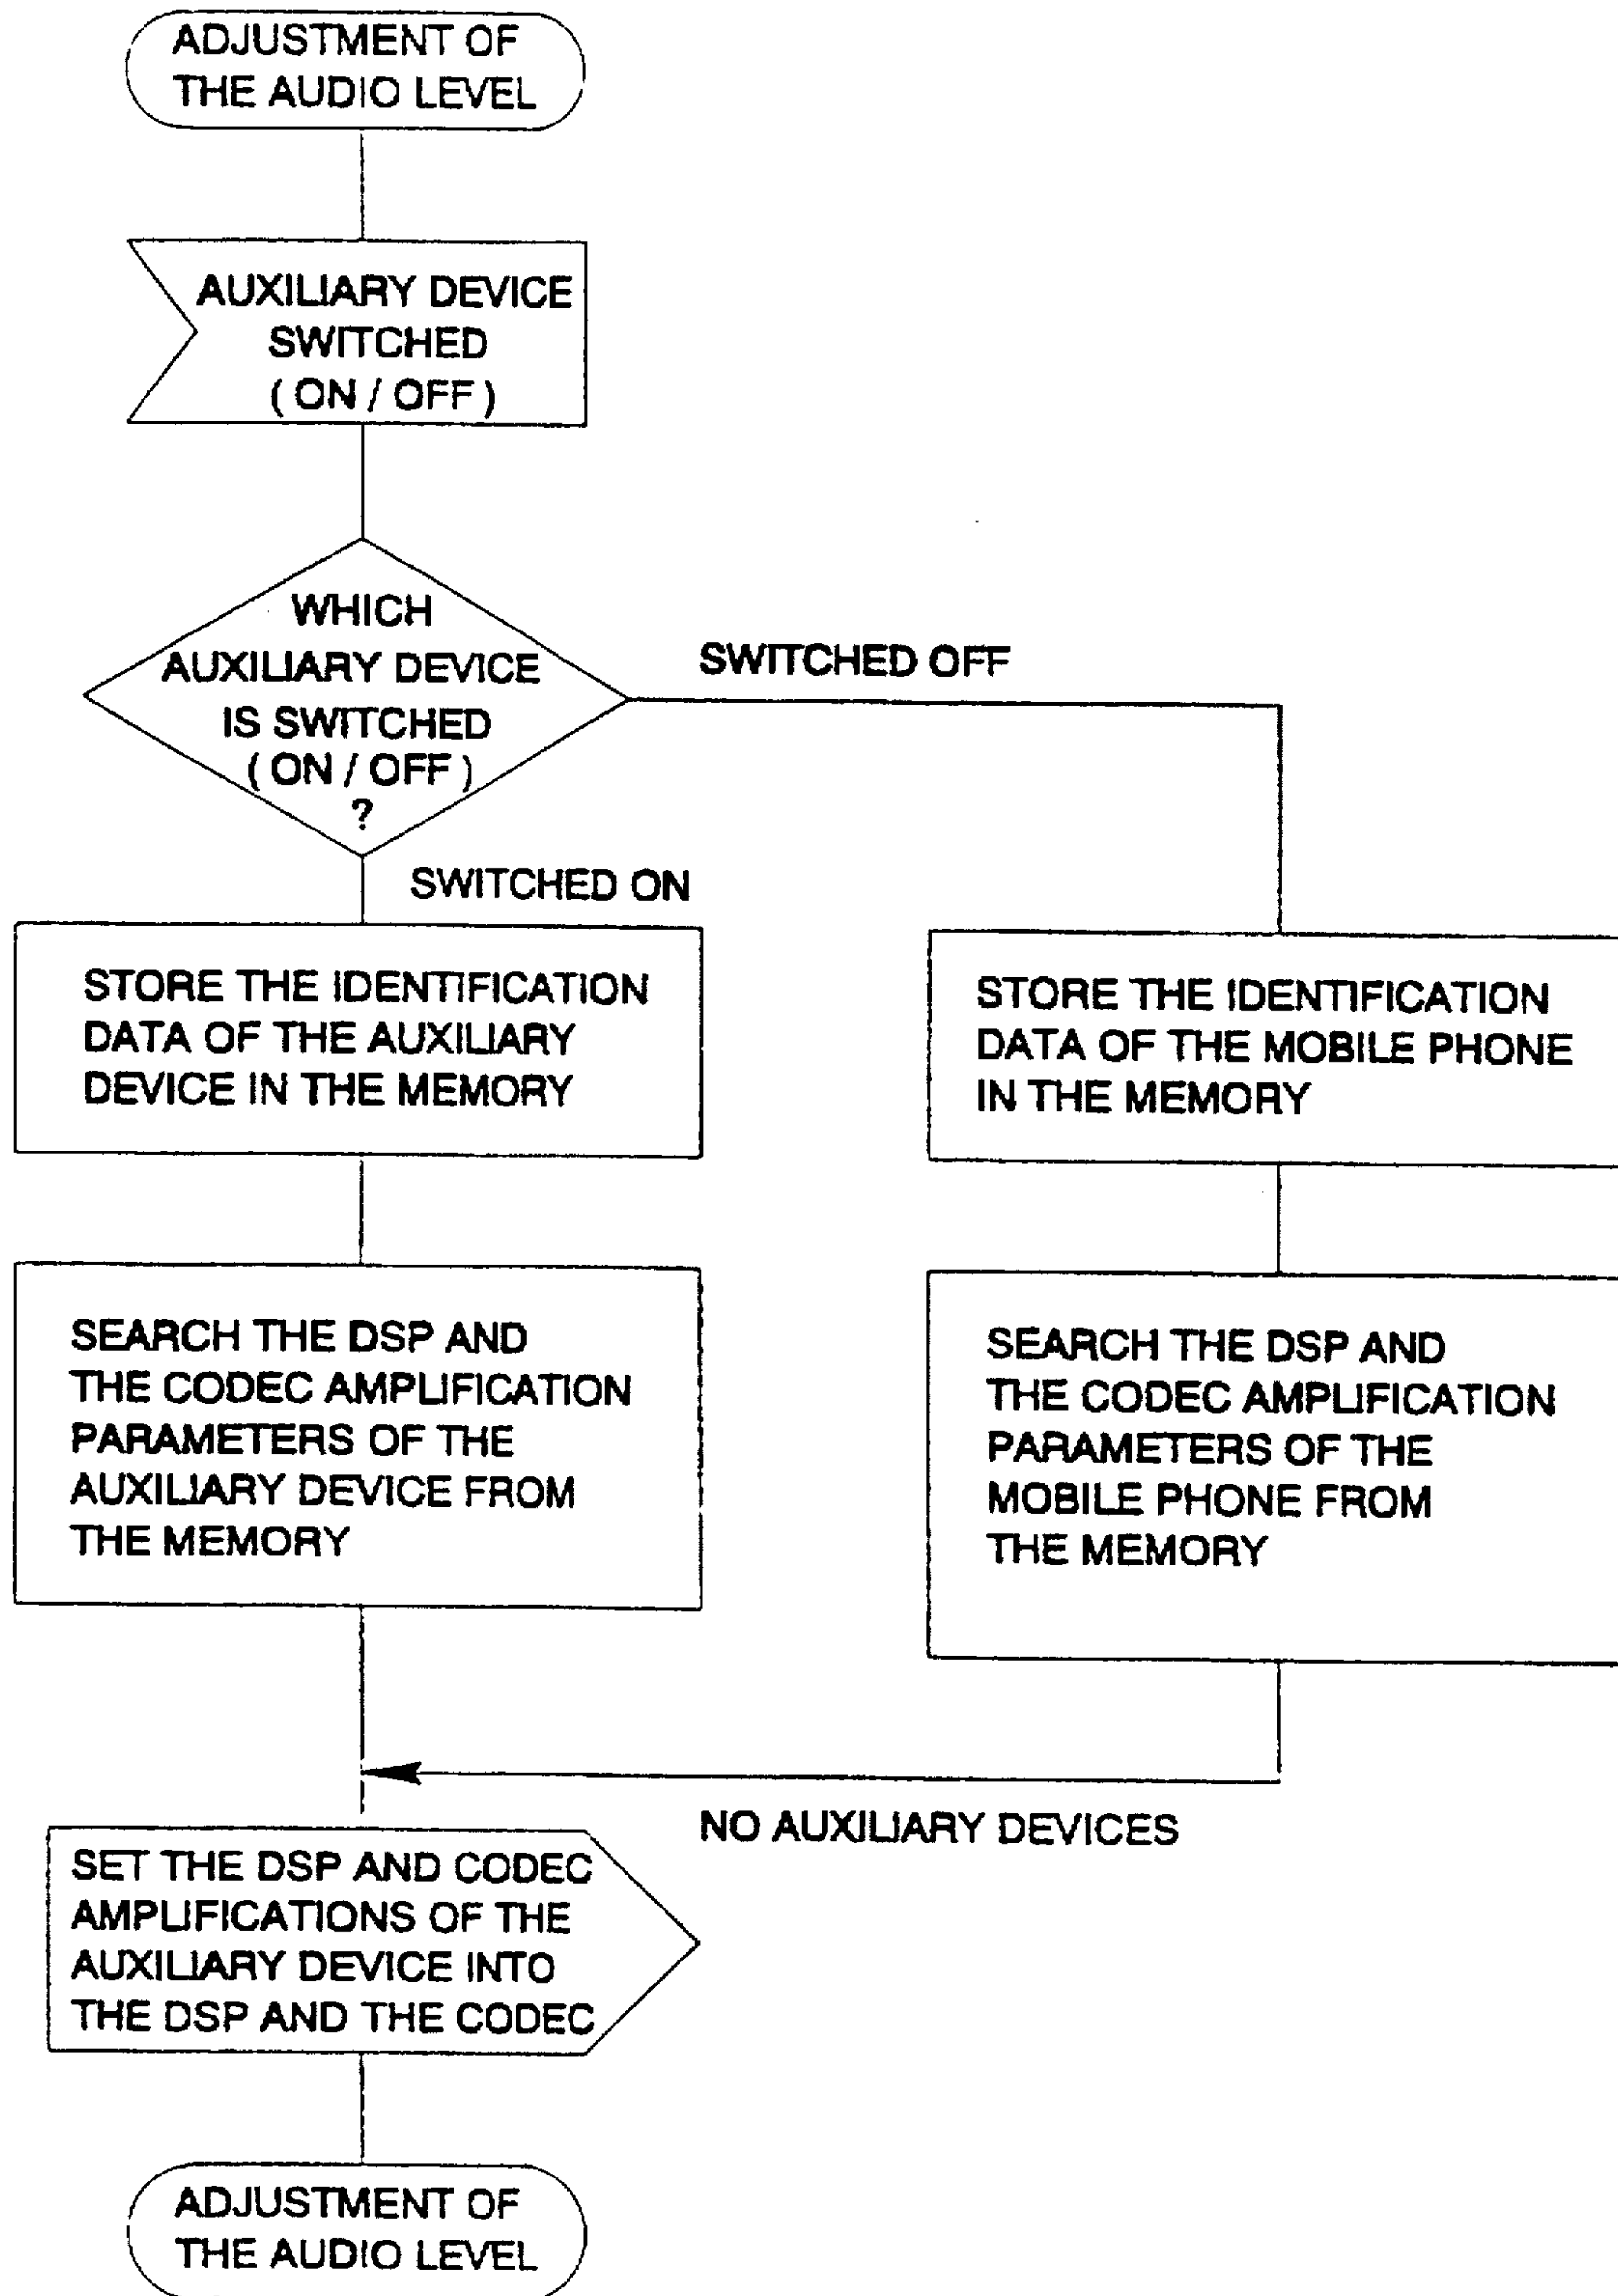 ADJUSTMENT OF
THE AUDIO LEVEL
AUXILIARY DEVICE
SWITCHED
( ON / OFF )
WHICH
AUXILIARY DEVICE
IS SWITCHED
( ON / OFF )
?
SWITCHED OFF
SWITCHED ON
STORE THE IDENTIFICATION
DATA OF THE AUXILIARY
DEVICE IN THE MEMORY
STORE THE IDENTIFICATION
DATA OF THE MOBILE PHONE
IN THE MEMORY
SEARCH THE DSP AND
THE CODEC AMPLIFICATION
PARAMETERS OF THE
AUXILIARY DEVICE FROM
THE MEMORY
SEARCH THE DSP AND
THE CODEC AMPLIFICATION
PARAMETERS OF THE
MOBILE PHONE FROM
THE MEMORY
NO AUXILIARY DEVICES
SET THE DSP AND CODEC
AMPLIFICATIONS OF THE
AUXILIARY DEVICE INTO
THE DSP AND THE CODEC
ADJUSTMENT OF
THE AUDIO LEVEL